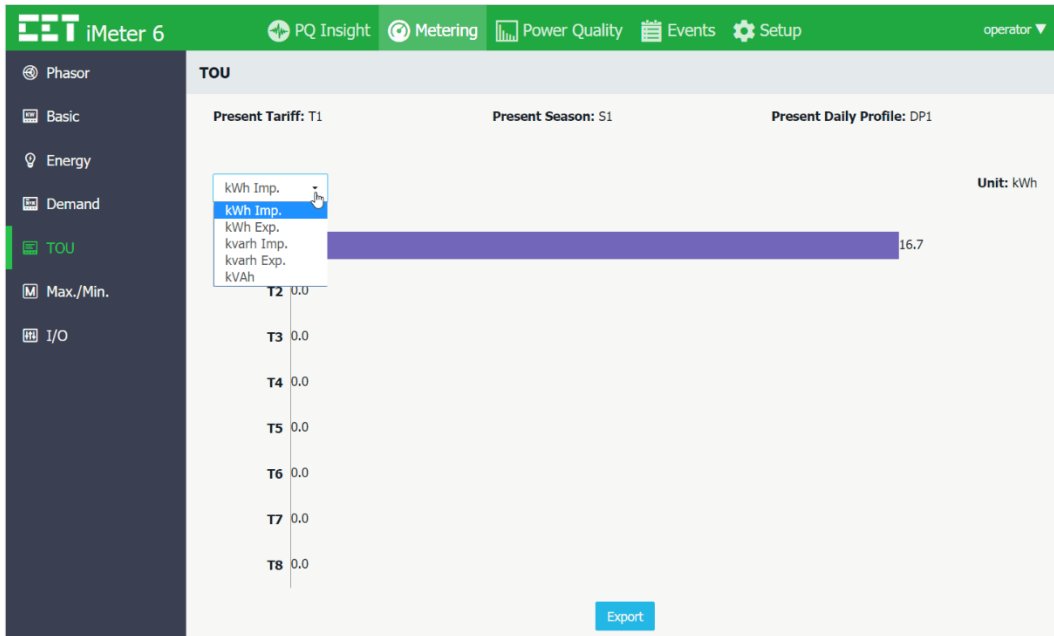 CET iMeter 6 PQ Insight Metering Power Quality Events Setup operator ▼
Phasor
TOU
Basic
Present Tariff: T1 Present Season: S1 Present Daily Profile: DP1
Energy
Unit: kWh
kWh Imp.
Demand
kWh Imp.
kWh Exp.
kvarh Imp.
kvarh Exp.
kVAh
TOU
16.7
Max./Min.
T2 0.0
I/O
T3 0.0
T4 0.0
T5 0.0
T6 0.0
T7 0.0
T8 0.0
Export